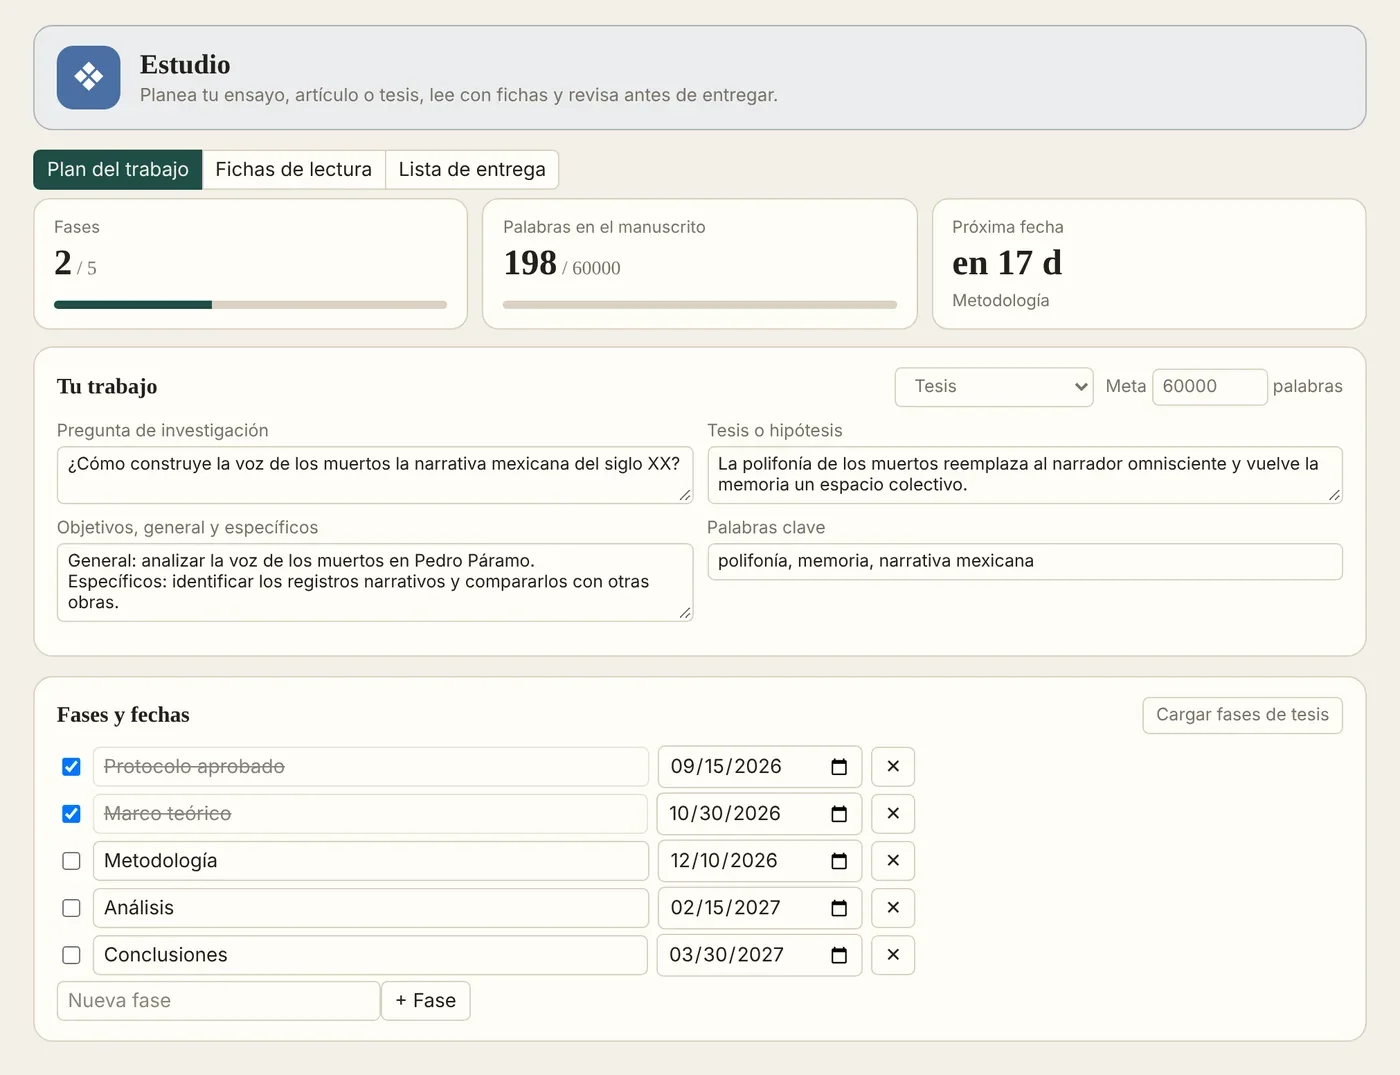 Estudio
Planea tu ensayo, artículo o tesis, lee con fichas y revisa antes de entregar.
Plan del trabajo
Fichas de lectura
Lista de entrega
Fases
2 / 5
Palabras en el manuscrito
198 / 60000
Próxima fecha
en 17 d
Metodología
Tu trabajo
Tesis
Meta 60000 palabras
Pregunta de investigación
¿Cómo construye la voz de los muertos la narrativa mexicana del siglo XX?
Tesis o hipótesis
La polifonía de los muertos reemplaza al narrador omnisciente y vuelve la
memoria un espacio colectivo.
Objetivos, general y específicos
General: analizar la voz de los muertos en Pedro Páramo.
Específicos: identificar los registros narrativos y compararlos con otras
obras.
Palabras clave
polifonía, memoria, narrativa mexicana
Fases y fechas
Cargar fases de tesis
Protocolo aprobado 09/15/2026 ×
Marco teórico 10/30/2026 ×
Metodología 12/10/2026 ×
Análisis 02/15/2027 ×
Conclusiones 03/30/2027 ×
Nueva fase + Fase